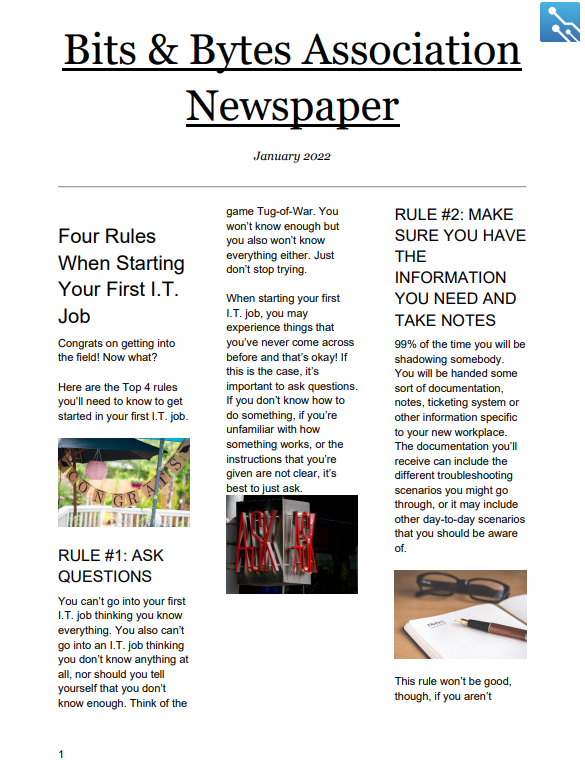 Bits & Bytes Association
Newspaper
January 2022
Four Rules
When Starting
Your First I.T.
Job
Congrats on getting into
the field! Now what?
Here are the Top 4 rules
you’ll need to know to get
started in your first I.T. job.
CONGRATS!
RULE #1: ASK
QUESTIONS
You can’t go into your first
I.T. job thinking you know
everything. You also can’t
go into an I.T. job thinking
you don’t know anything at
all, nor should you tell
yourself that you don’t
know enough. Think of the
game Tug-of-War. You
won’t know enough but
you also won’t know
everything either. Just
don’t stop trying.
When starting your first
I.T. job, you may
experience things that
you’ve never come across
before and that’s okay! If
this is the case, it’s
important to ask questions.
If you don’t know how to
do something, if you’re
unfamiliar with how
something works, or the
instructions that you’re
given are not clear, it’s
best to just ask.
ASK
RULE #2: MAKE
SURE YOU HAVE
THE
INFORMATION
YOU NEED AND
TAKE NOTES
99% of the time you will be
shadowing somebody.
You will be handed some
sort of documentation,
notes, ticketing system or
other information specific
to your new workplace.
The documentation you’ll
receive can include the
different troubleshooting
scenarios you might go
through, or it may include
other day-to-day scenarios
that you should be aware
of.
This rule won’t be good,
though, if you aren’t
1